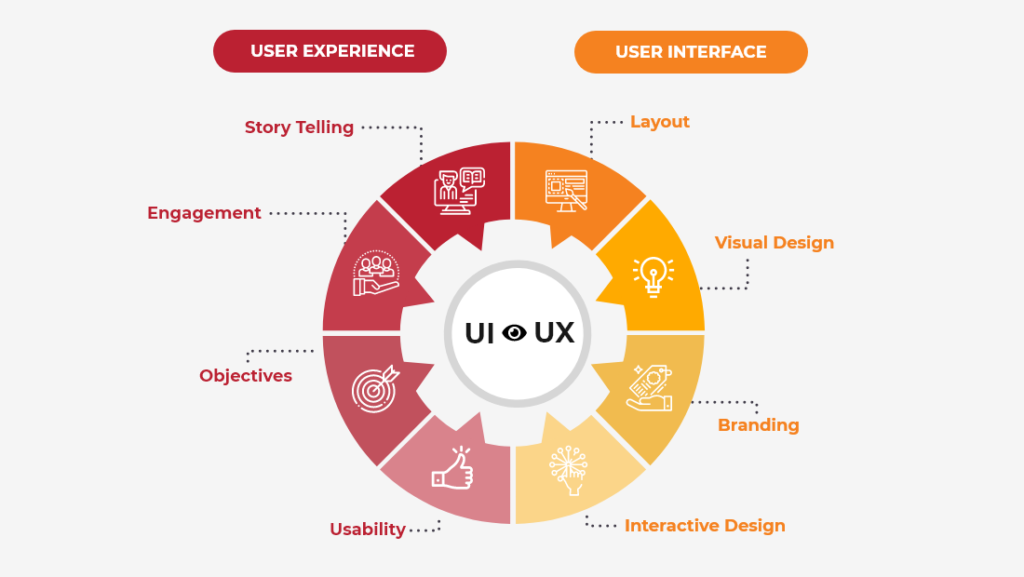 USER EXPERIENCE
USER INTERFACE
Story Telling
Layout
Engagement
Visual Design
UI UX
Objectives
Branding
Usability
Interactive Design